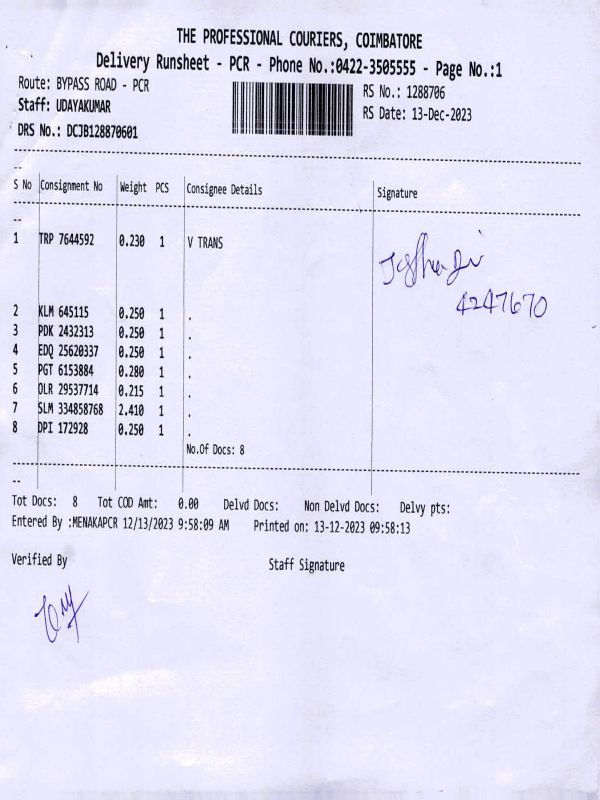 THE PROFESSIONAL COURIERS, COIMBATORE
Delivery Runsheet - PCR - Phone No.:0422-3505555 - Page No.:1
Route: BYPASS ROAD - PCR
RS No.: 1288706
Staff: UDAYAKUMAR
RS Date: 13-Dec-2023
DRS No.: DCJB128870601
--
S No Consignment No Weight PCS Consignee Details Signature
--
1 TRP 7644592 0.230 1 V TRANS
4247670
2 KLM 645115 0.250 1 .
3 PDK 2432313 0.250 1 .
4 EDQ 25620337 0.250 1 .
5 PGT 6153884 0.280 1 .
6 OLR 29537714 0.215 1 .
7 SLM 334858768 2.410 1 .
8 DPI 172928 0.250 1 .
No.Of Docs: 8
--
Tot Docs: 8 Tot COD Amt: 0.00 Delvd Docs: Non Delvd Docs: Delvy pts:
Entered By :MENAKAPCR 12/13/2023 9:58:09 AM Printed on: 13-12-2023 09:58:13
Verified By Staff Signature